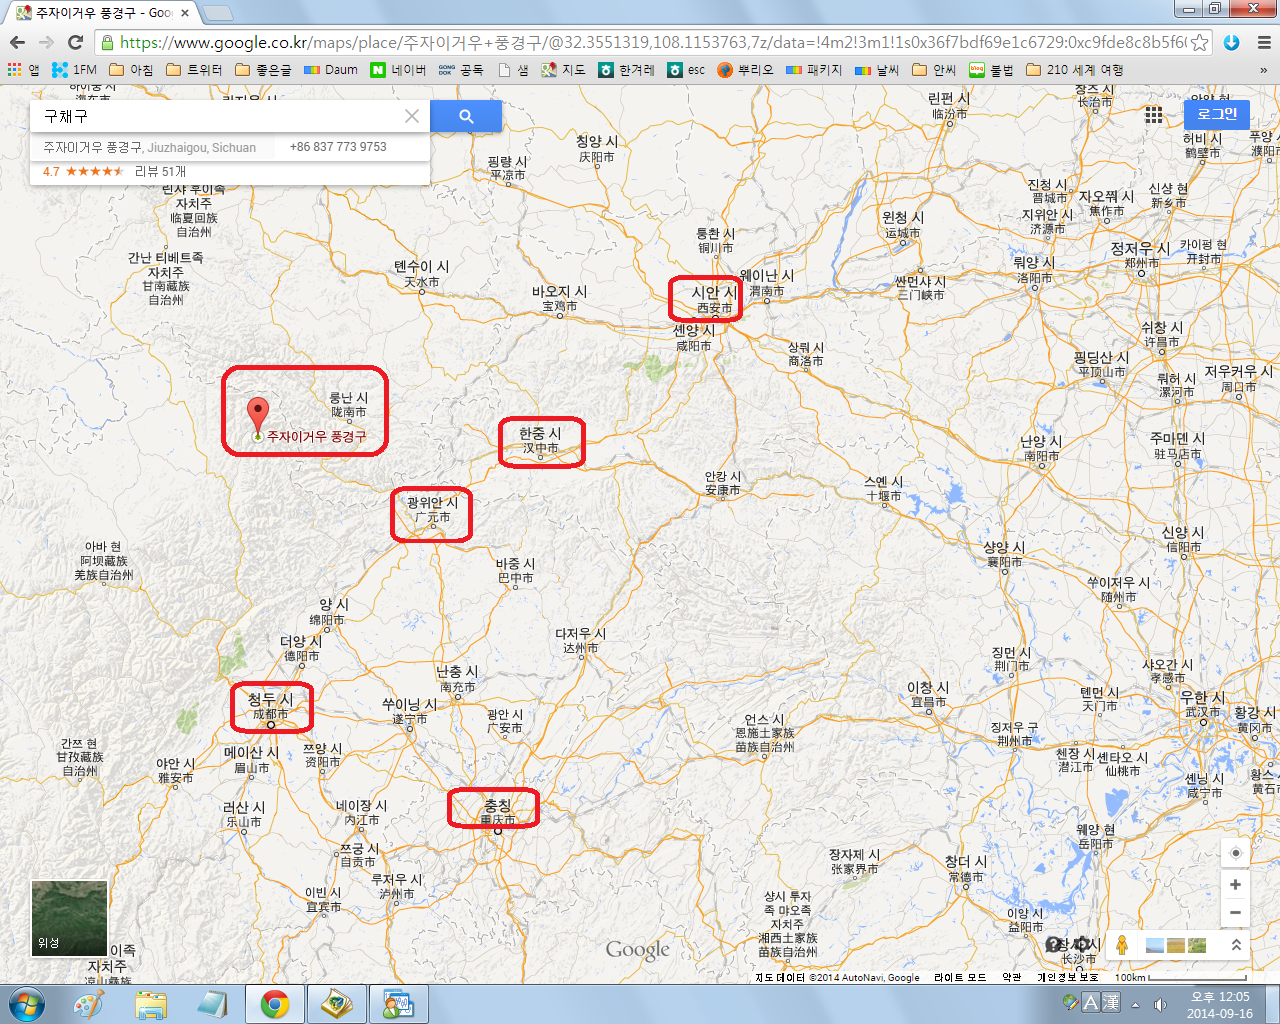 주자이거우 풍경구 - Goo
https://www.google.co.kr/maps/place/주자이거우+풍경구/@32.3551319,108.1153763,7z/data=!4m2!3m1!1s0x36f7bdf69e1c6729:0xc9fde8c8b5f6
앱 1FM 아침 트위터 좋은글 Daum 네이버 공독 샘 지도 한겨레 esc 뿌리오 패키지 날씨 안씨 불법 210 세계 여행 »
구채구
로그인
주자이거우 풍경구, Jiuzhaigou, Sichuan +86 837 773 9753
4.7 리뷰 51개
린펀 시
临汾市
장즈 시
长治市
허비 시
鹤壁市
푸양
濮阳
칭양 시
庆阳市
핑량 시
平凉市
자치주
临夏回族
自治州
진청 시
晋城市
자오쭤 시
焦作市
신샹 현
新乡市
지위안 시
济源市
윈청 시
运城市
퉁촨 시
铜川市
정저우 시
郑州市
카이펑 현
开封市
간난 티베트족
자치주
甘南藏族
自治州
톈수이 시
天水市
바오지 시
宝鸡市
시안 시
西安市
웨이난 시
渭南市
싼먼샤 시
三门峡市
뤄양 시
洛阳市
셴양 시
咸阳市
상뤄 시
商洛市
쉬창 시
许昌市
핑딩산 시
平顶山市
뤄허 시
漯河市
저우커우 시
周口市
룽난 시
陇南市
주자이거우 풍경구
한중 시
汉中市
난양 시
南阳市
주마뎬 시
驻马店市
안캉 시
安康市
스옌 시
十堰市
광위안 시
广元市
아바 현
阿坝藏族
羌族自治州
바중 시
巴中市
샹양 시
襄阳市
신양 시
信阳市
쑤이저우 시
随州市
양 시
绵阳市
더양 시
德阳市
다저우 시
达州市
징먼 시
荆门市
샤오간 시
孝感市
난충 시
南充市
청두 시
成都市
쑤이닝 시
遂宁市
광안 시
广安市
이창 시
宜昌市
톈먼 시
天门市
우한 시
武汉市
황강 시
黄冈市
언스 시
恩施土家族
苗族自治州
징저우 구
荆州市
간쯔 현
甘孜藏族
自治州
메이산 시
眉山市
쯔양 시
资阳市
야안 시
雅安市
첸장 시
潜江市
셴타오 시
仙桃市
셴닝 시
咸宁市
황스
黄石市
러산 시
乐山市
네이장 시
内江市
충칭
重庆市
웨양 현
岳阳市
쯔궁 시
自贡市
장자제 시
张家界市
창더 시
常德市
이빈 시
宜宾市
루저우 시
泸州市
샹시 투자
족 먀오족
자치주
湘西土家族
苗族自治州
이양 시
益阳市
长沙市
위성
이족
자치주
凉山彝族
Google
지도 데이터 ©2014 AutoNavi, Google 라이트 모드 약관 개인정보 보호 100km
A 漢
오후 12:05
2014-09-16